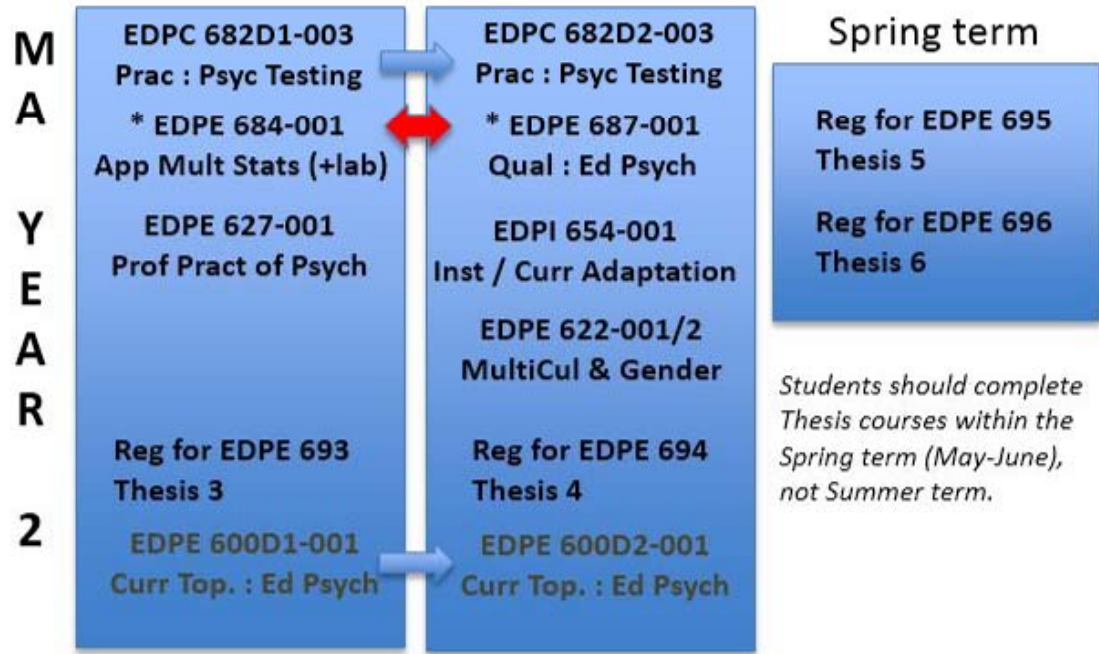 MA YEAR 2
EDPC 682D1-003
Prac : Psyc Testing
* EDPE 684-001
App Mult Stats (+lab)
EDPE 627-001
Prof Pract of Psych
Reg for EDPE 693
Thesis 3
EDPE 600D1-001
Curr Top. : Ed Psych
EDPC 682D2-003
Prac : Psyc Testing
* EDPE 687-001
Qual : Ed Psych
EDPI 654-001
Inst / Curr Adaptation
EDPE 622-001/2
MultiCul & Gender
Reg for EDPE 694
Thesis 4
EDPE 600D2-001
Curr Top. : Ed Psych
Spring term
Reg for EDPE 695
Thesis 5
Reg for EDPE 696
Thesis 6
Students should complete
Thesis courses within the
Spring term (May-June),
not Summer term.